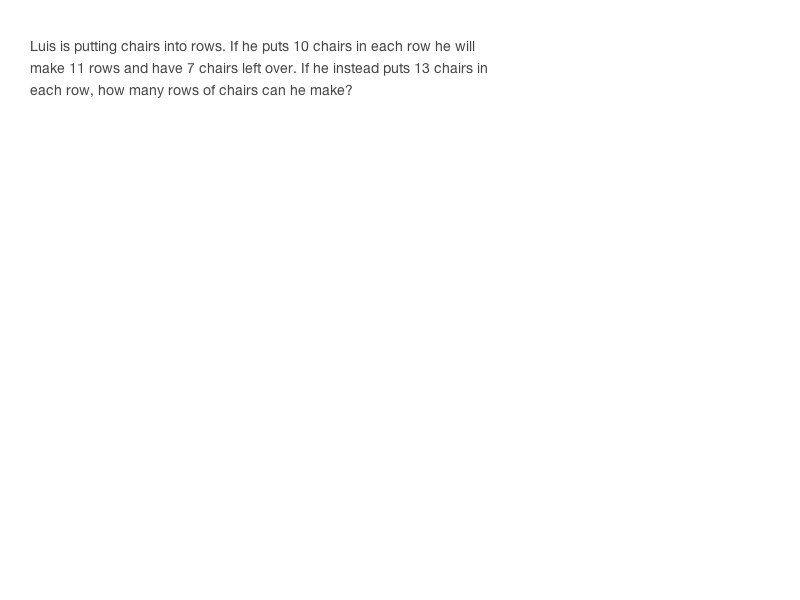 Luis is putting chairs into rows. If he puts 10 chairs in each row he will
make 11 rows and have 7 chairs left over. If he instead puts 13 chairs in
each row, how many rows of chairs can he make?